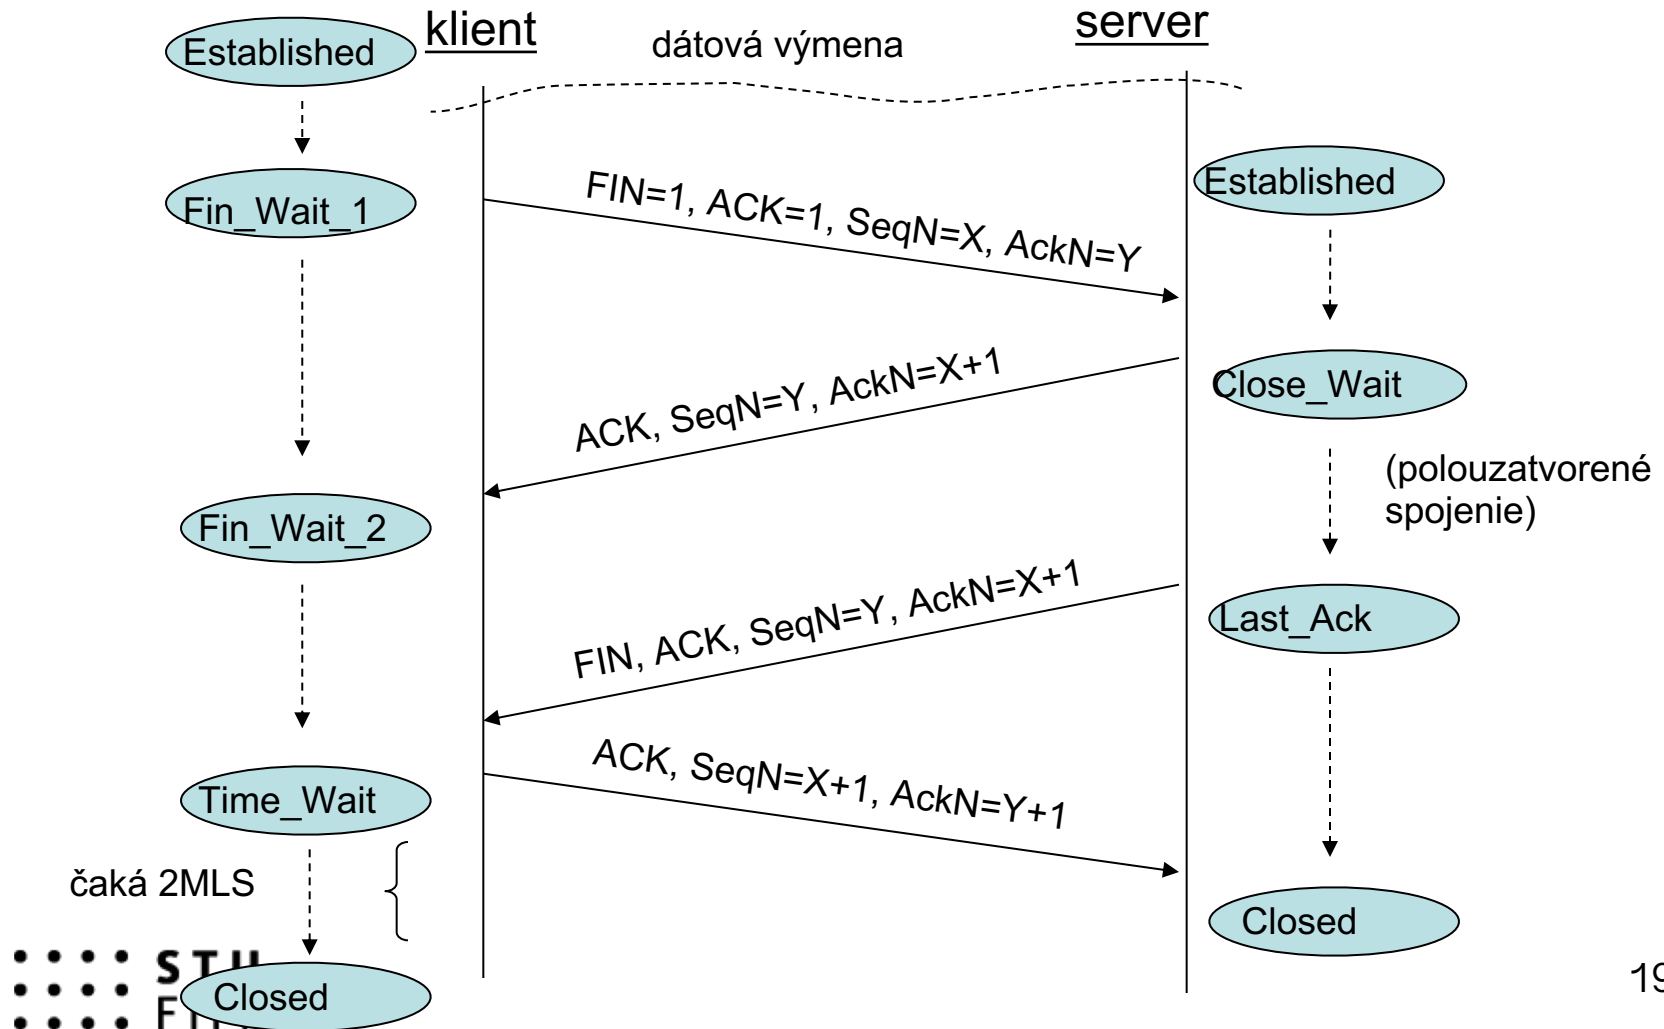 klient
server
dátová výmena
Established
Established
Fin_Wait_1
FIN=1, ACK=1, SeqN=X, AckN=Y
Close_Wait
ACK, SeqN=Y, AckN=X+1
(polouzatvorené
spojenie)
Fin_Wait_2
FIN, ACK, SeqN=Y, AckN=X+1
Last_Ack
Time_Wait
ACK, SeqN=X+1, AckN=Y+1
čaká 2MLS
Closed
Closed
19